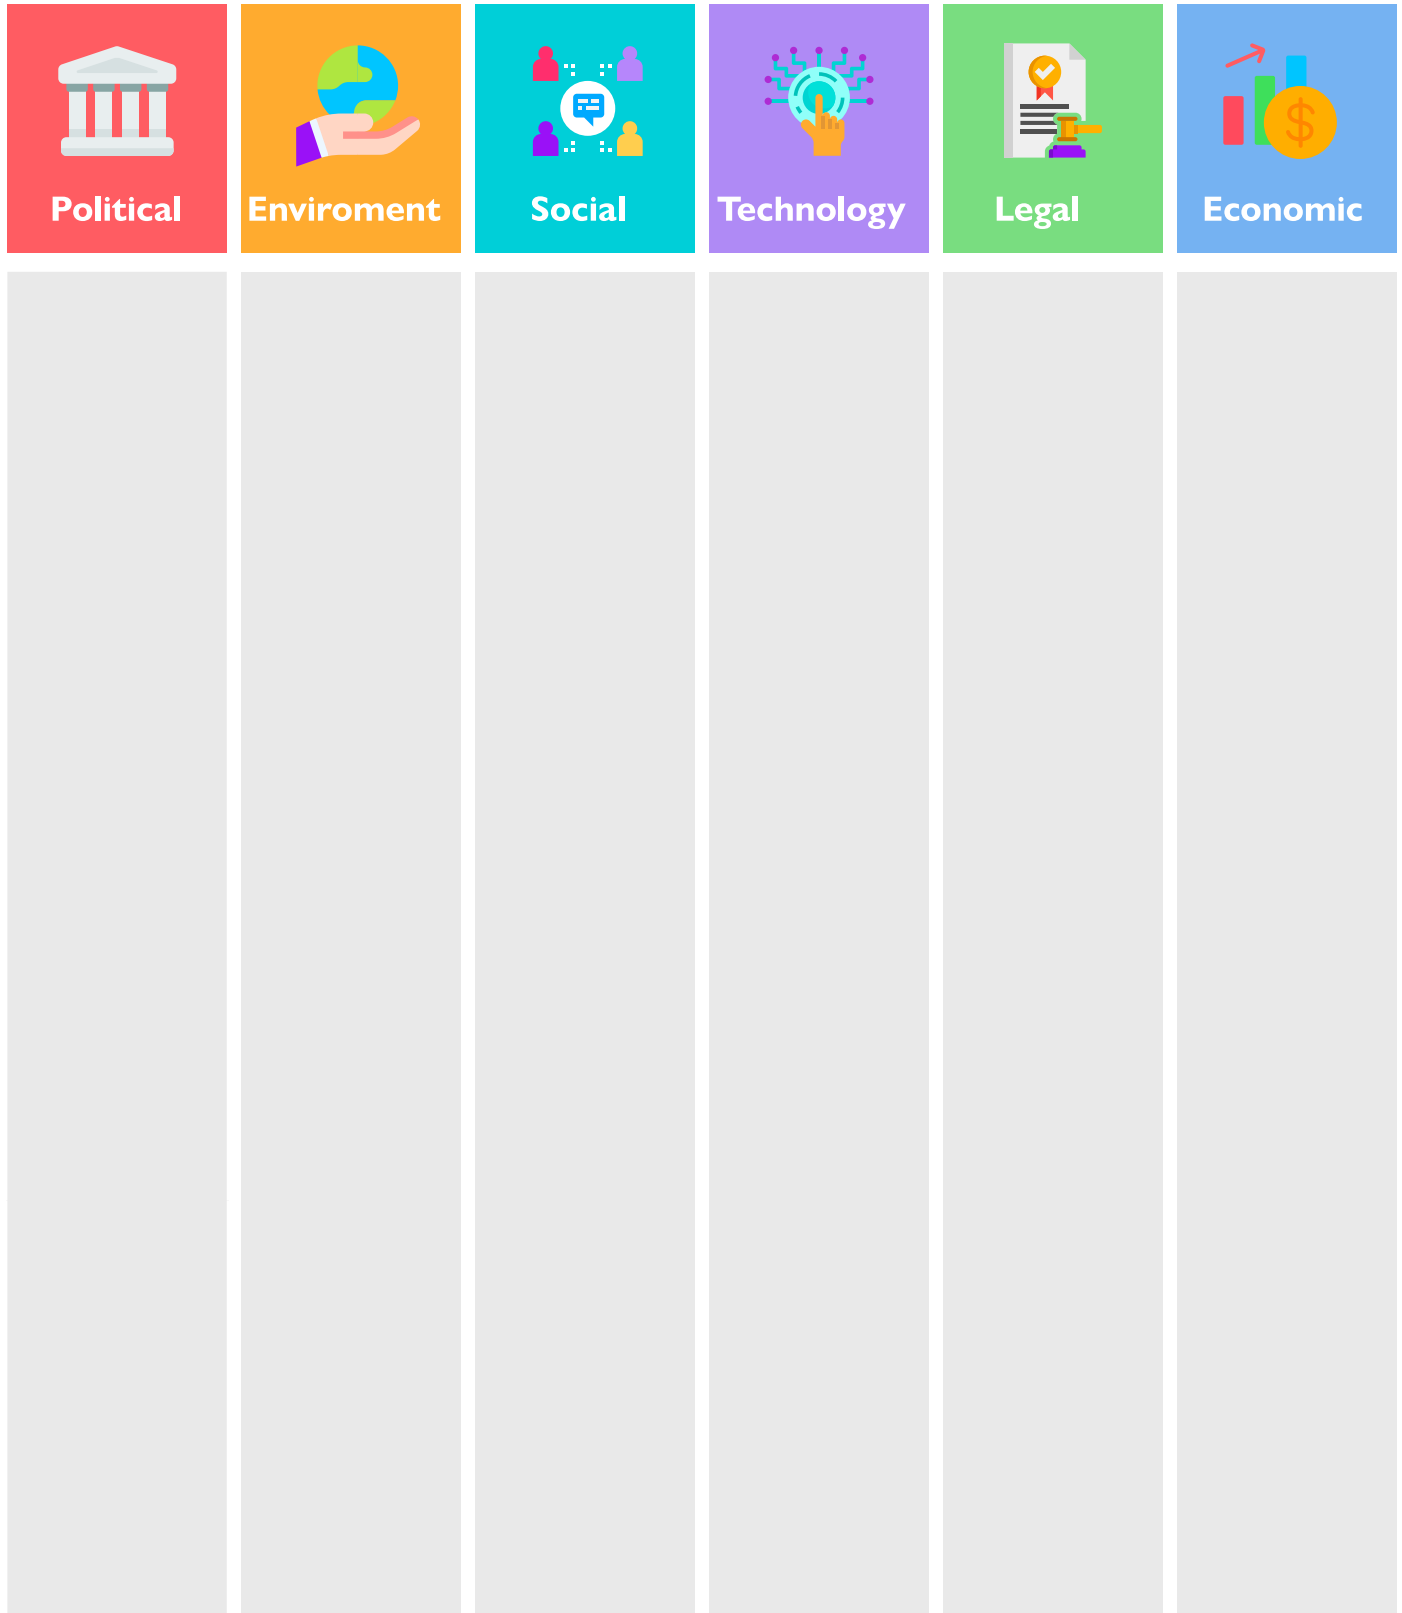 Political
Enviroment
Social
Technology
Legal
Economic
$